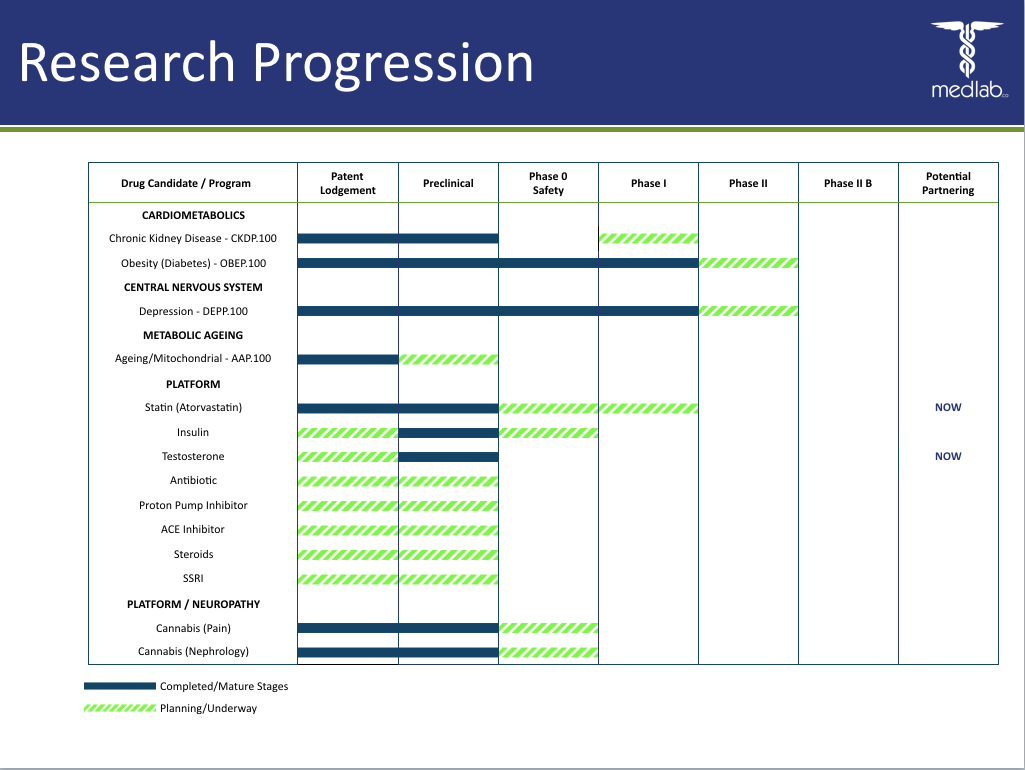 Research Progression
medlab
Drug Candidate / Program
Patent
Lodgement
Preclinical
Phase 0
Safety
Phase I
Phase II
Phase II B
Potential
Partnering
CARDIOMETABOLICS
Chronic Kidney Disease - CKDP.100
Obesity (Diabetes) - OBEP.100
CENTRAL NERVOUS SYSTEM
Depression - DEPP.100
METABOLIC AGEING
Ageing/Mitochondrial - AAP.100
PLATFORM
Statin (Atorvastatin)
NOW
Insulin
Testosterone
NOW
Antibiotic
Proton Pump Inhibitor
ACE Inhibitor
Steroids
SSRI
PLATFORM / NEUROPATHY
Cannabis (Pain)
Cannabis (Nephrology)
Completed/Mature Stages
Planning/Underway